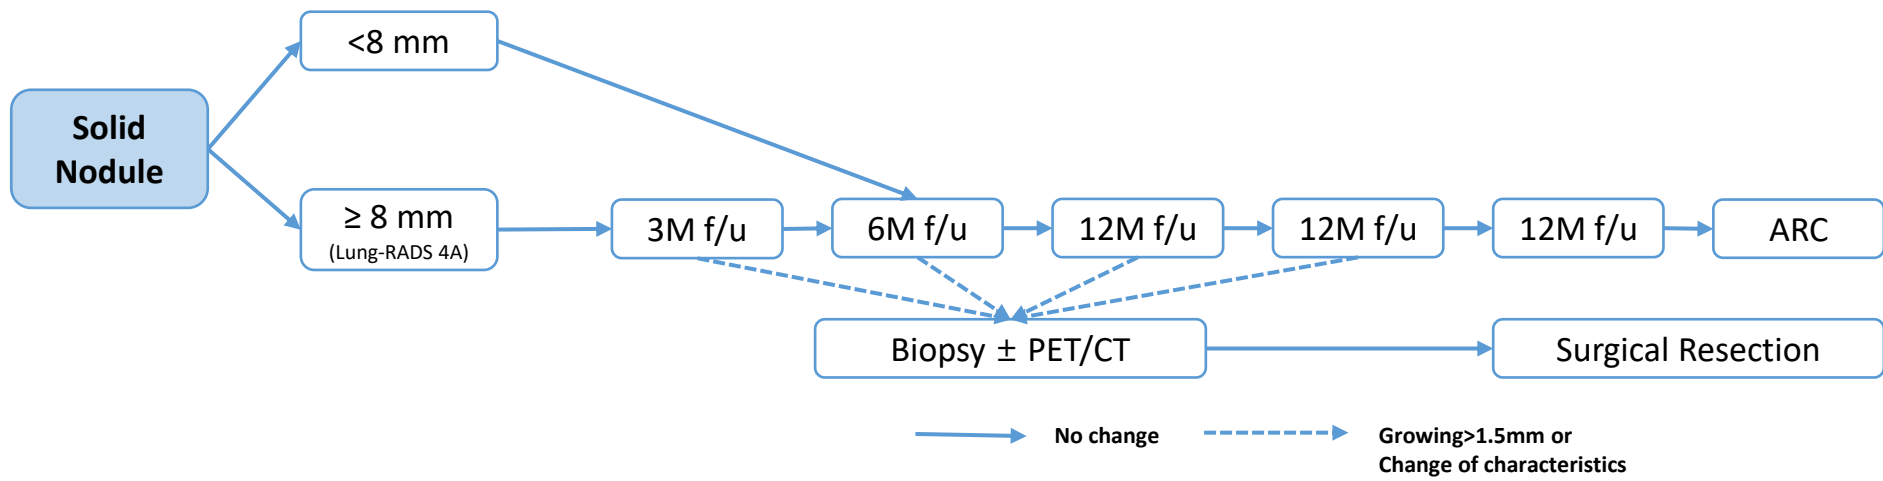 <8 mm
Solid
Nodule
≥ 8 mm
(Lung-RADS 4A)
3M f/u
6M f/u
12M f/u
12M f/u
12M f/u
ARC
Biopsy ± PET/CT
Surgical Resection
No change
Growing>1.5mm or
Change of characteristics